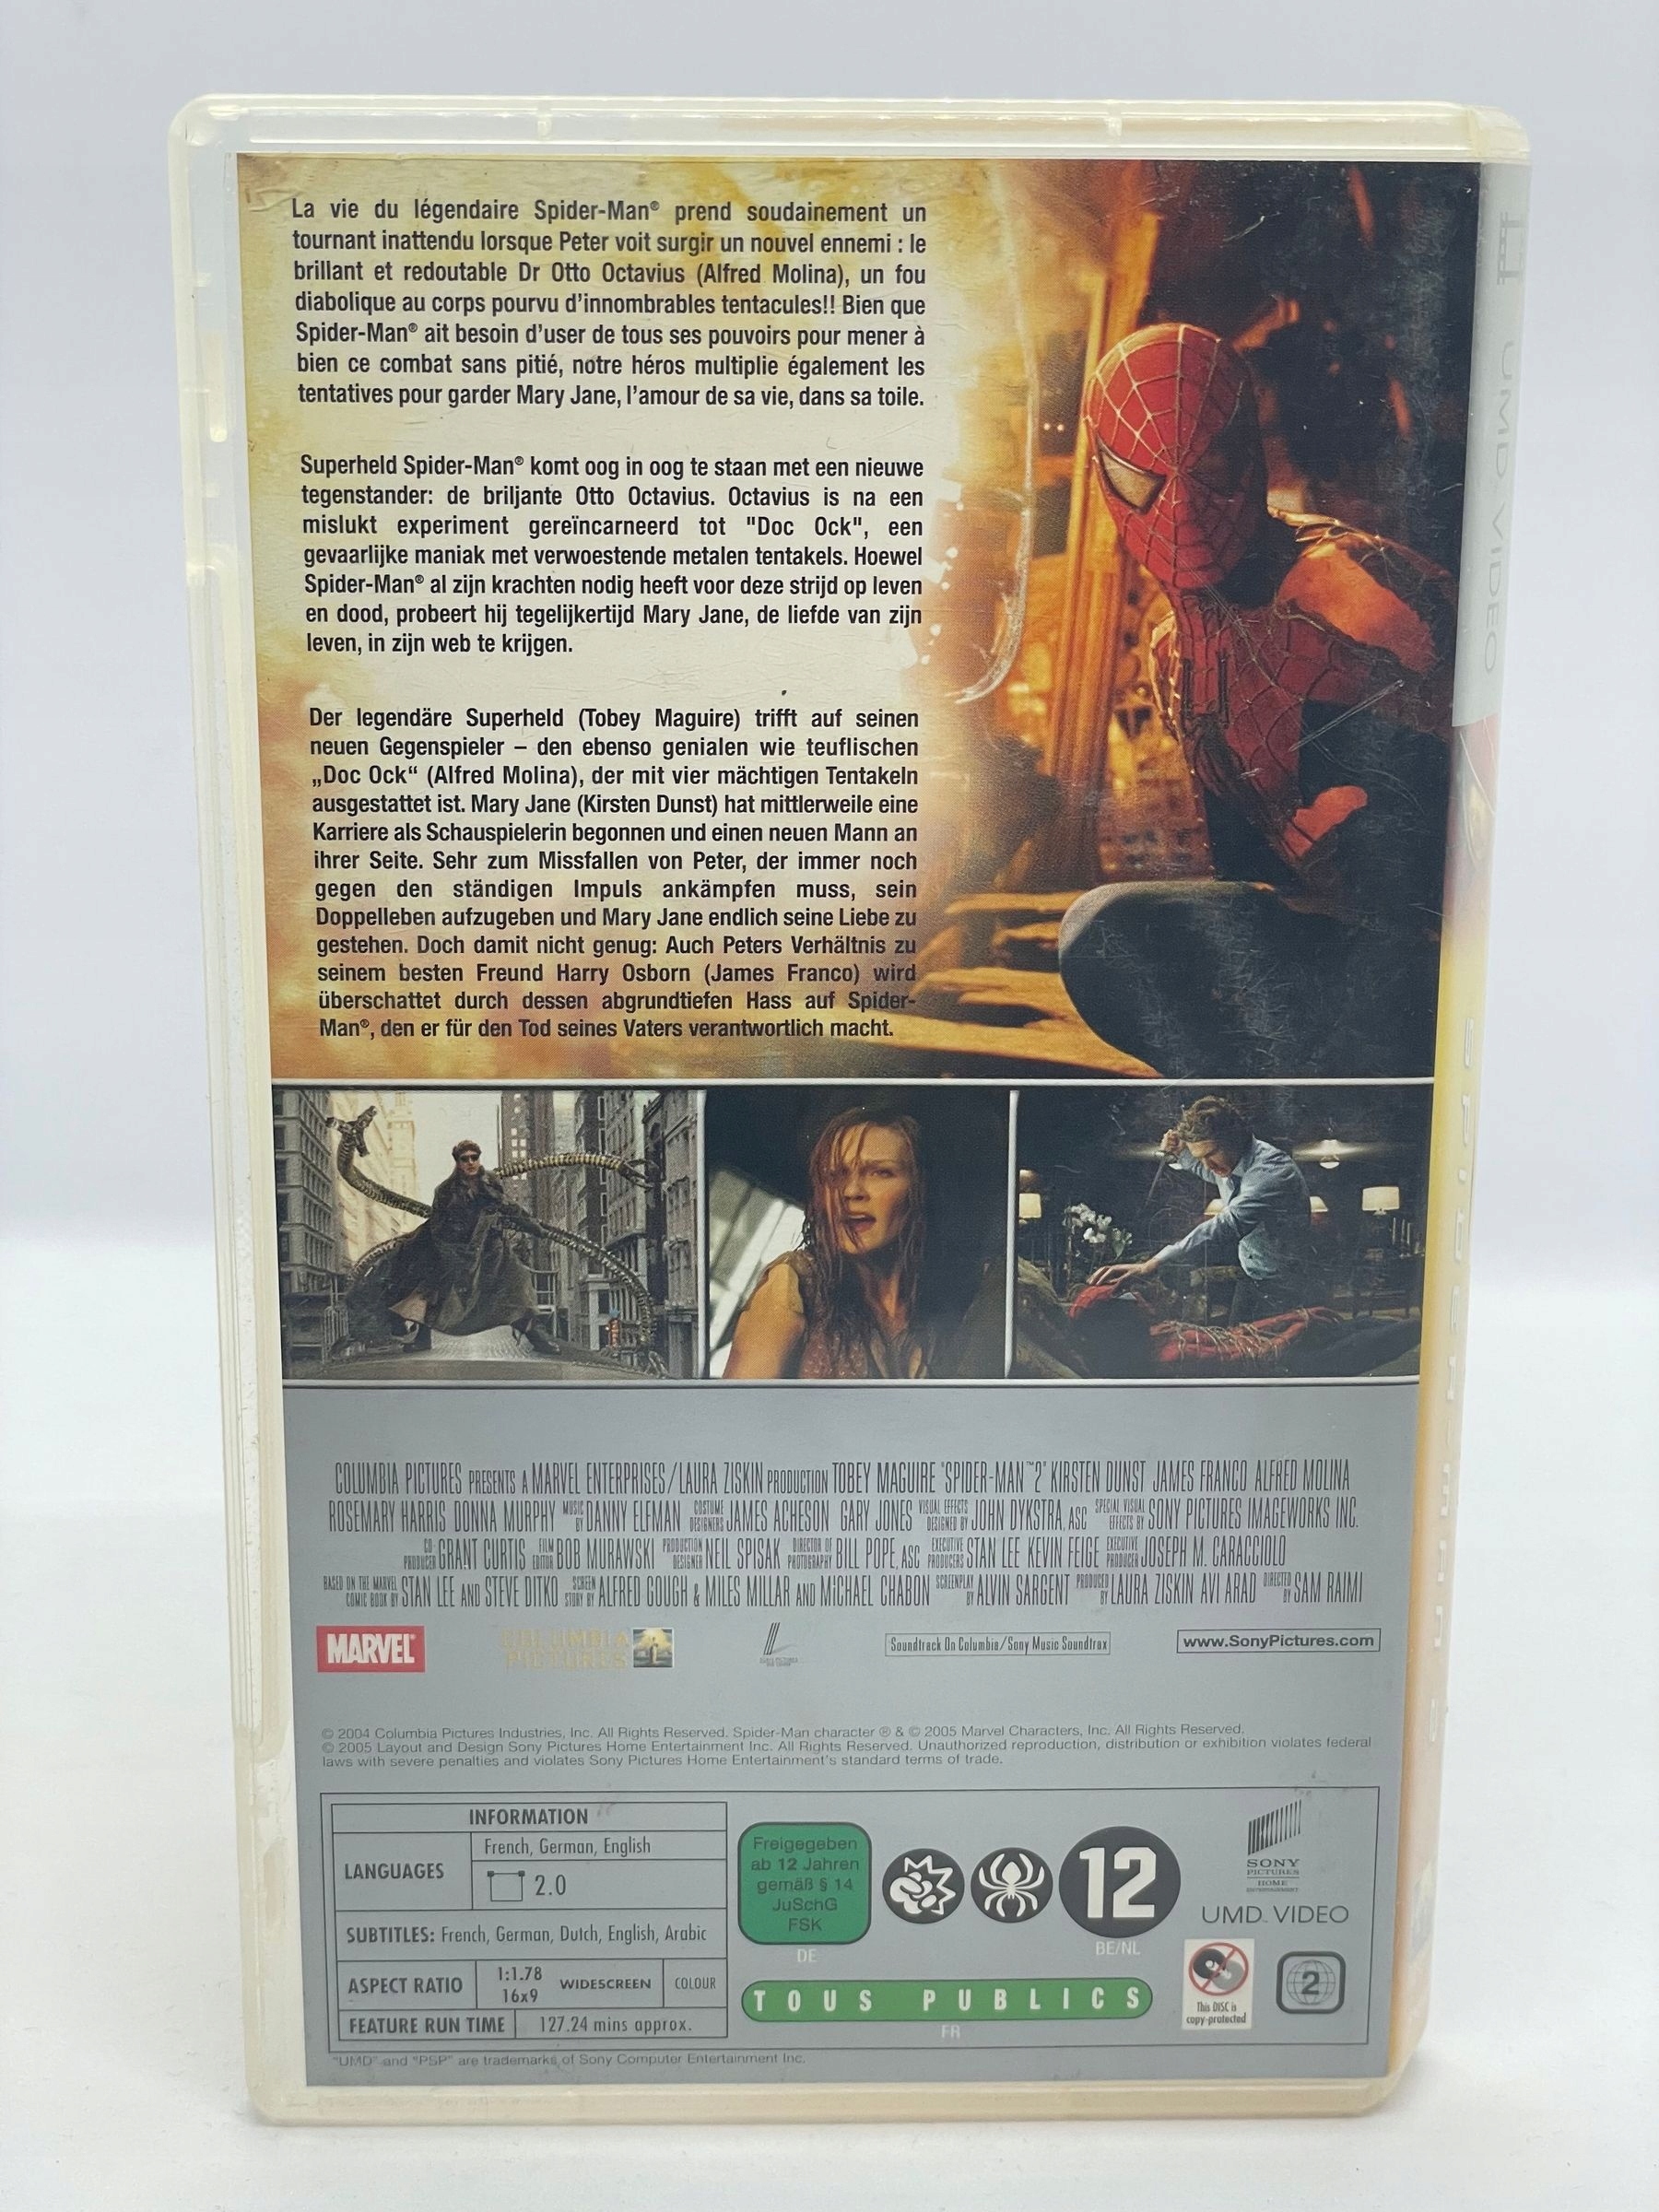 La vie du légendaire Spider-Man® prend soudainement un
tournant inattendu lorsque Peter voit surgir un nouvel ennemi : le
brillant et redoutable Dr Otto Octavius (Alfred Molina), un fou
diabolique au corps pourvu d'innombrables tentacules!! Bien que
Spider-Man® ait besoin d'user de tous ses pouvoirs pour mener à
bien ce combat sans pitié, notre héros multiplie également les
tentatives pour garder Mary Jane, l'amour de sa vie, dans sa toile.
Superheld Spider-Man® komt oog in oog te staan met een nieuwe
tegenstander: de briljante Otto Octavius. Octavius is na een
mislukt experiment gereïncarneerd tot "Doc Ock", een
gevaarlijke maniak met verwoestende metalen tentakels. Hoewel
Spider-Man® al zijn krachten nodig heeft voor deze strijd op leven
en dood, probeert hij tegelijkertijd Mary Jane, de liefde van zijn
leven, in zijn web te krijgen.
Der legendäre Superheld (Tobey Maguire) trifft auf seinen
neuen Gegenspieler – den ebenso genialen wie teuflischen
„Doc Ock“ (Alfred Molina), der mit vier mächtigen Tentakeln
ausgestattet ist. Mary Jane (Kirsten Dunst) hat mittlerweile eine
Karriere als Schauspielerin begonnen und einen neuen Mann an
ihrer Seite. Sehr zum Missfallen von Peter, der immer noch
gegen den ständigen Impuls ankämpfen muss, sein
Doppelleben aufzugeben und Mary Jane endlich seine Liebe zu
gestehen. Doch damit nicht genug: Auch Peters Verhältnis zu
seinem besten Freund Harry Osborn (James Franco) wird
überschattet durch dessen abgrundtiefen Hass auf Spider-
Man®, den er für den Tod seines Vaters verantwortlich macht.
UMD VIDEO
SPIDER-MAN 2
COLUMBIA PICTURES PRESENTS A MARVEL ENTERPRISES/LAURA ZISKIN PRODUCTION TOBEY MAGUIRE "SPIDER-MAN™2" KIRSTEN DUNST JAMES FRANCO ALFRED MOLINA
ROSEMARY HARRIS DONNA MURPHY MUSIC BY DANNY ELFMAN COSTUME DESIGNERS JAMES ACHESON GARY JONES VISUAL EFFECTS DESIGNED BY JOHN DYKSTRA, ASC SPECIAL VISUAL EFFECTS BY SONY PICTURES IMAGEWORKS INC.
CO PRODUCER GRANT CURTIS FILM EDITOR BOB MURAWSKI PRODUCTION DESIGNER NEIL SPISAK DIRECTOR OF PHOTOGRAPHY BILL POPE, ASC EXECUTIVE PRODUCERS STAN LEE KEVIN FEIGE EXECUTIVE PRODUCER JOSEPH M. CARACCIOLO
BASED ON THE MARVEL COMIC BOOK BY STAN LEE AND STEVE DITKO SCREEN STORY BY ALFRED GOUGH & MILES MILLAR AND MICHAEL CHABON SCREENPLAY BY ALVIN SARGENT PRODUCED BY LAURA ZISKIN AVI ARAD DIRECTED BY SAM RAIMI
MARVEL
COLUMBIA
PICTURES
Soundtrack On Columbia/Sony Music Soundtrax
www.SonyPictures.com
© 2004 Columbia Pictures Industries, Inc. All Rights Reserved. Spider-Man character ® & © 2005 Marvel Characters, Inc. All Rights Reserved.
© 2005 Layout and Design Sony Pictures Home Entertainment Inc. All Rights Reserved. Unauthorized reproduction, distribution or exhibition violates federal
laws with severe penalties and violates Sony Pictures Home Entertainment's standard terms of trade.
INFORMATION
LANGUAGES
French, German, English
2.0
SUBTITLES: French, German, Dutch, English, Arabic
ASPECT RATIO
1:1.78
16x9
WIDESCREEN
COLOUR
FEATURE RUN TIME
127.24 mins approx.
Freigegeben
ab 12 Jahren
gemäß § 14
JuSchG
FSK
DE
12
BE/NL
TOUS PUBLICS
FR
SONY
PICTURES
HOME
ENTERTAINMENT
UMD™ VIDEO
This DISC is
copy-protected
2
"UMD" and "PSP" are trademarks of Sony Computer Entertainment Inc.